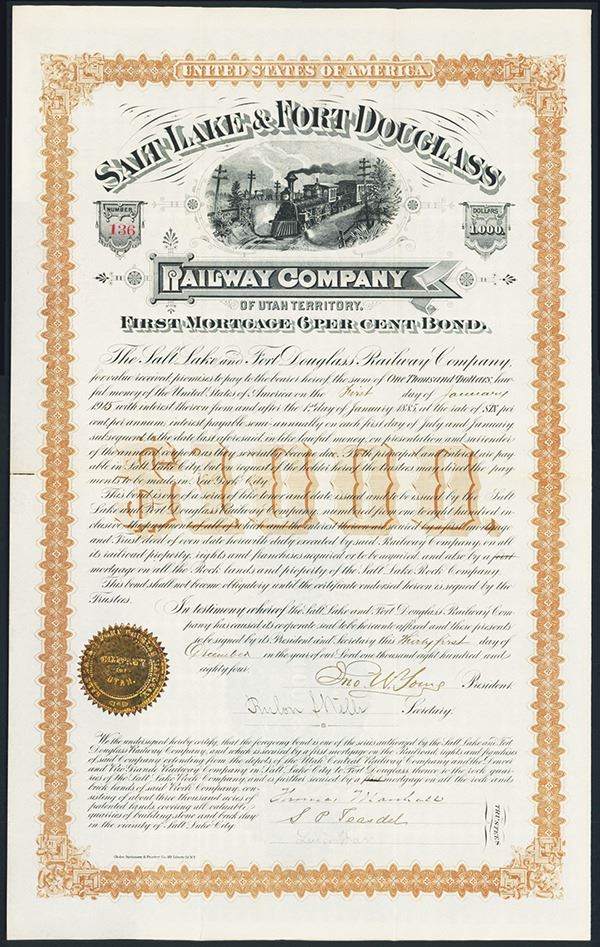 UNITED STATES OF AMERICA.
SALT LAKE & FORT DOUGLASS
NUMBER
136
DOLLARS
1,000.
RAILWAY COMPANY
OF UTAH TERRITORY.
FIRST MORTGAGE 6 PER CENT BOND.
The Salt Lake and Fort Douglass Railway Company,
for value received, promises to pay to the bearer hereof, the sum of ONE THOUSAND DOLLARS, law
ful money of the United States of America on the First day of January
1915 with interest thereon from and after the 1st day of January 1885, at the rate of SIX per
cent per annum, interest payable semi-annually on each first day of July and January,
subsequent to the date last aforesaid, in like lawful money, on presentation and surrender
of the annexed coupons as they severally become due. Both principal and interest are pay
able in Salt Lake City, but on request of the holder hereof the trustees may direct the pay
ments to be made in New York City.
$1000.
This bond is one of a series of like tenor and date issued and to be issued by the Salt
Lake and Fort Douglass Railway Company, numbered from one to hundred in
clusive the payment of all of which and the interest thereon is secured by a first mortgage
and Trust deed of even date herewith duly executed by said Railway Company, on all
its railroad property, rights and franchises acquired or to be acquired, and also by a first
mortgage on all the Rock lands and property of the Salt Lake Rock Company.
This bond shall not become obligatory until the certificate endorsed hereon is signed by the
Trustees.
In testimony whereof the Salt Lake and Fort Douglass Railway Com
pany has caused its corporate seal to be hereunto affixed and these presents
to be signed by its President and Secretary this Thirty first day of
December in the year of our Lord one thousand eight hundred, and
eighty four.
Jno. W. Young President.
Secretary.
COMPANY
OF
UTAH.
We the undersigned hereby certify, that the foregoing bond is one of the series authorized by the Salt Lake and Fort
Douglass Railway Company, and which is secured by a first mortgage on the Railroad, rights and franchises
of said Company extending from the depots of the Utah Central Railway Company and the Denver
and Rio Grande Railway Company in Salt Lake City to Fort Douglass, thence to the rock quar
ries of the Salt Lake Rock Company, and is further secured by a first mortgage on all the rock and
brick lands of said Rock Company, con
sisting of about three thousand acres of
patented lands, covering all valuable
quarries of building stone and brick clay
in the vicinity of Salt Lake City.
Thomas Marshall
S. P. Teasdel
TRUSTEES